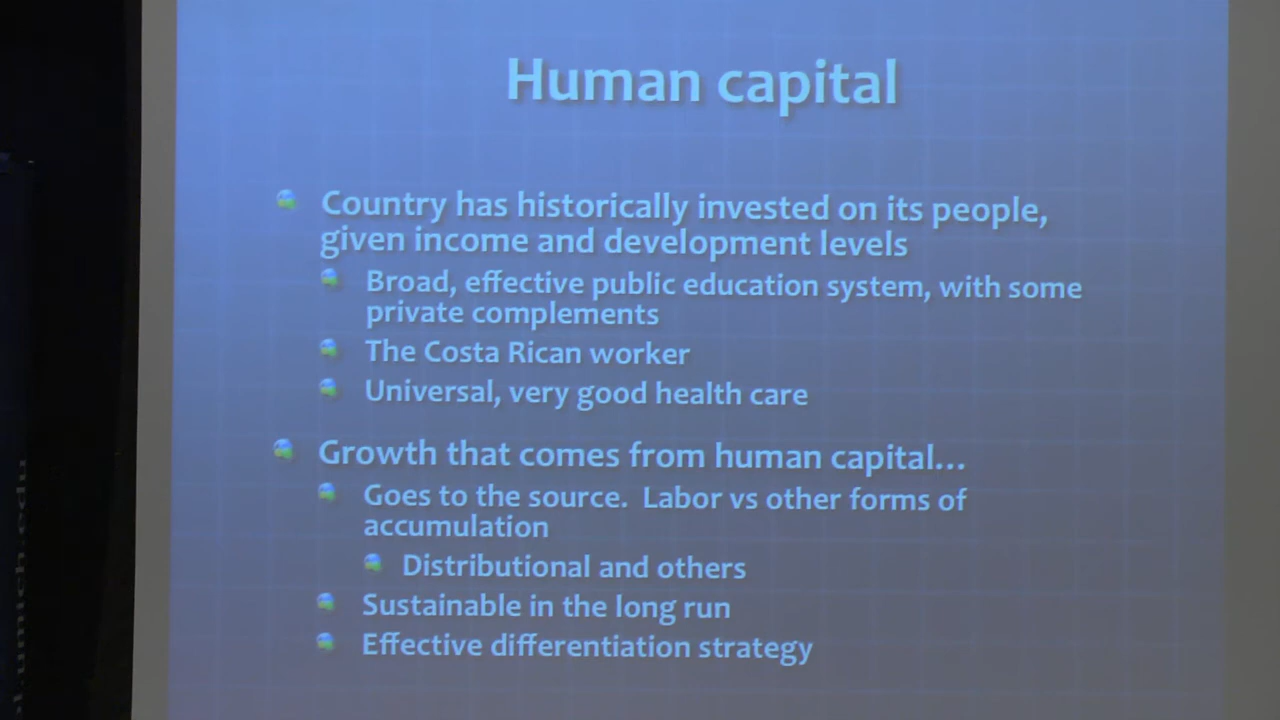 Human capital
Country has historically invested on its people,
given income and development levels
Broad, effective public education system, with some
private complements
The Costa Rican worker
Universal, very good health care
Growth that comes from human capital...
Goes to the source. Labor vs other forms of
accumulation
Distributional and others
Sustainable in the long run
Effective differentiation strategy